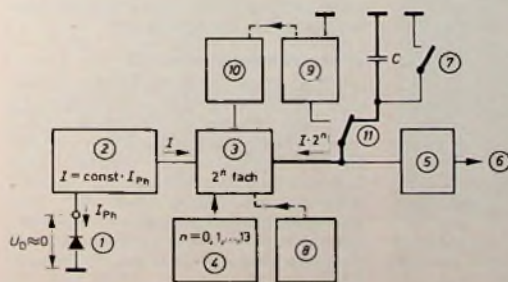 10
9
C
7
11
2
I = const · I_Ph
I
3
2^n fach
I · 2^n
5
6
I_Ph
U_D ≈ 0
1
n = 0, 1, ..., 13
4
8